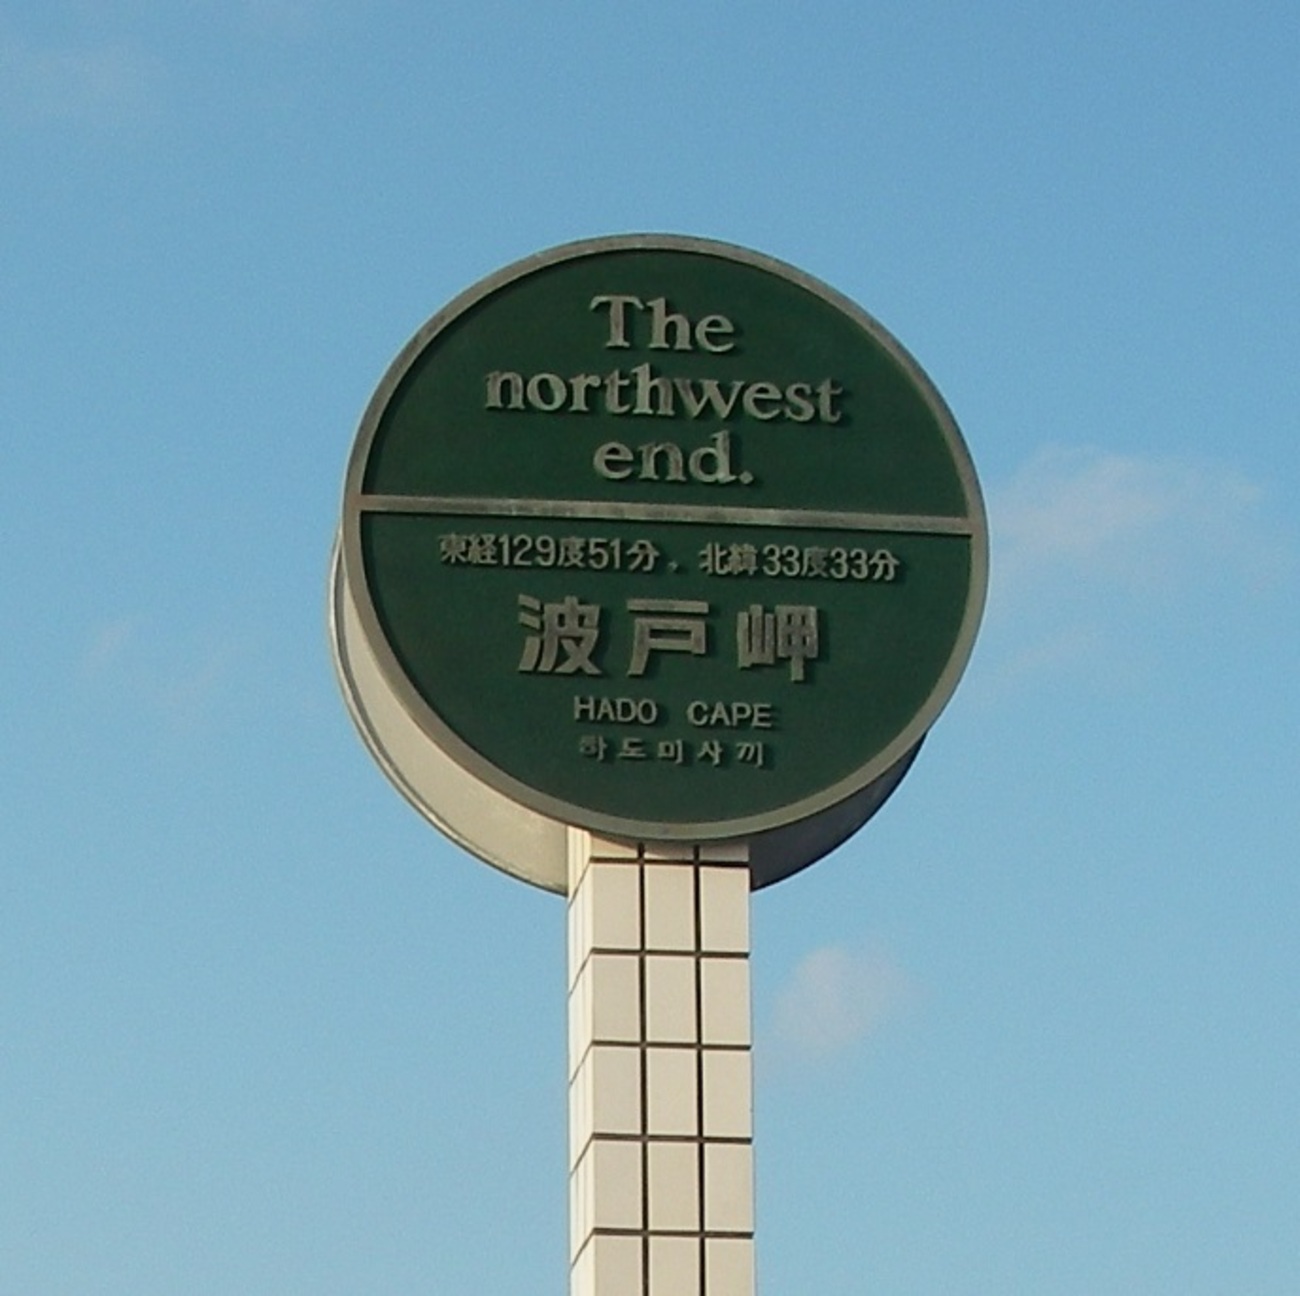 The
northwest
end.
東経129度51分，北緯33度33分
波戸岬
HADO CAPE
하도미사끼